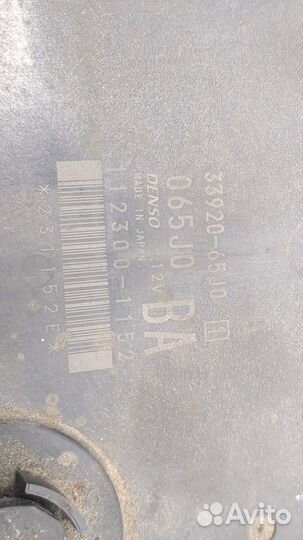 33920-65J0
065J0 BA
DENSO 12V
MADE IN JAPAN
112300-1152
*231152E*
Avito